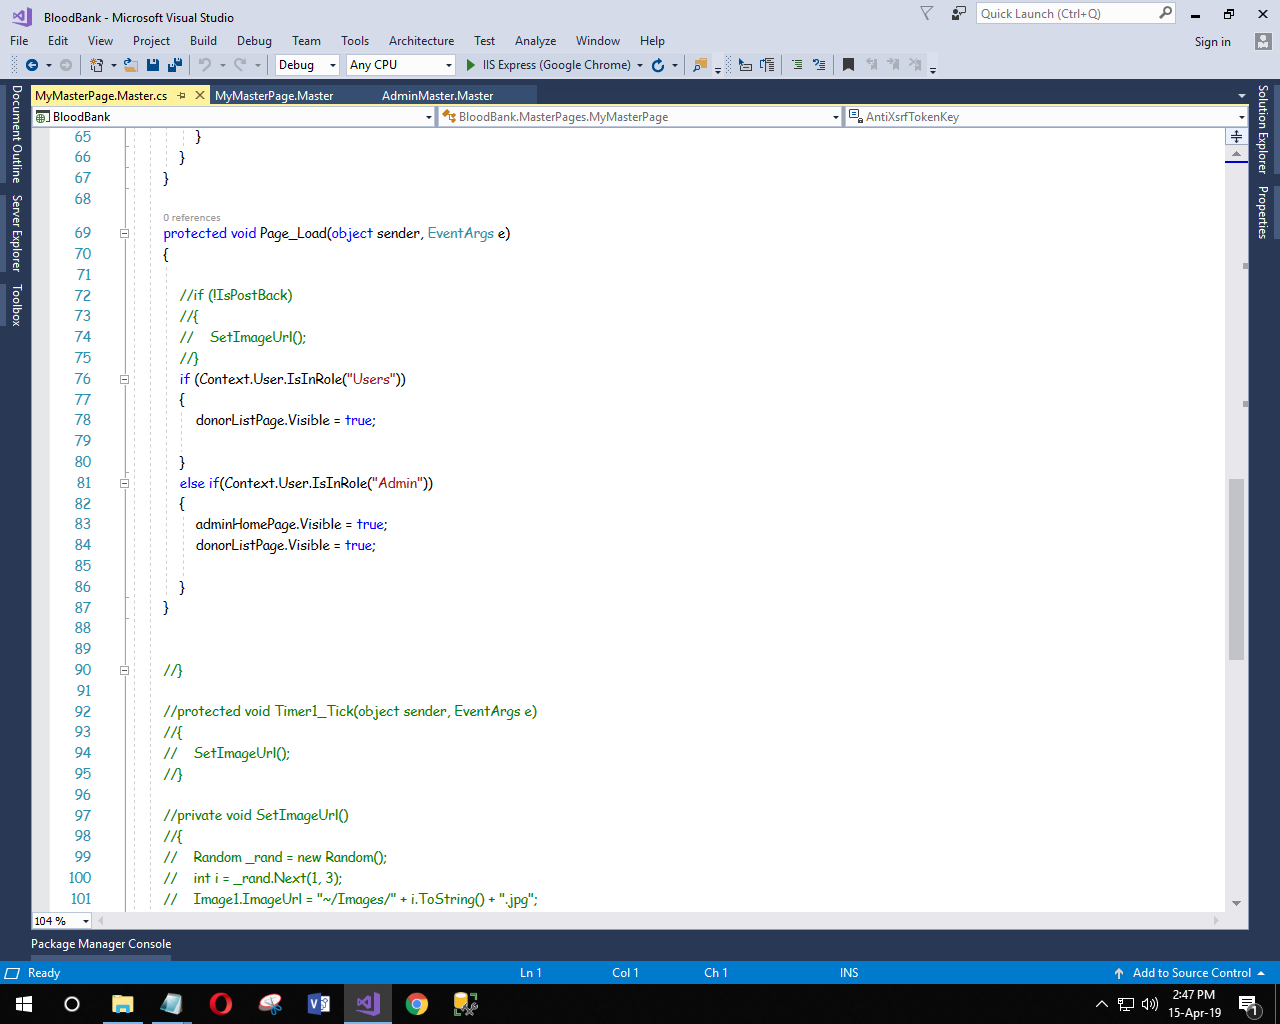 BloodBank - Microsoft Visual Studio
Quick Launch (Ctrl+Q)
File Edit View Project Build Debug Team Tools Architecture Test Analyze Window Help
Sign in
Debug Any CPU IIS Express (Google Chrome)
MyMasterPage.Master.cs MyMasterPage.Master AdminMaster.Master
BloodBank BloodBank.MasterPages.MyMasterPage AntiXsrfTokenKey
Document Outline
Server Explorer
Toolbox
Solution Explorer
Properties
65 }
66 }
67 }
68
0 references
69 protected void Page_Load(object sender, EventArgs e)
70 {
71
72 //if (!IsPostBack)
73 //{
74 // SetImageUrl();
75 //}
76 if (Context.User.IsInRole("Users"))
77 {
78 donorListPage.Visible = true;
79
80 }
81 else if(Context.User.IsInRole("Admin"))
82 {
83 adminHomePage.Visible = true;
84 donorListPage.Visible = true;
85
86 }
87 }
88
89
90 //}
91
92 //protected void Timer1_Tick(object sender, EventArgs e)
93 //{
94 // SetImageUrl();
95 //}
96
97 //private void SetImageUrl()
98 //{
99 // Random _rand = new Random();
100 // int i = _rand.Next(1, 3);
101 // Image1.ImageUrl = "~/Images/" + i.ToString() + ".jpg";
104 %
Package Manager Console
Ready Ln 1 Col 1 Ch 1 INS Add to Source Control
2:47 PM
15-Apr-19
1